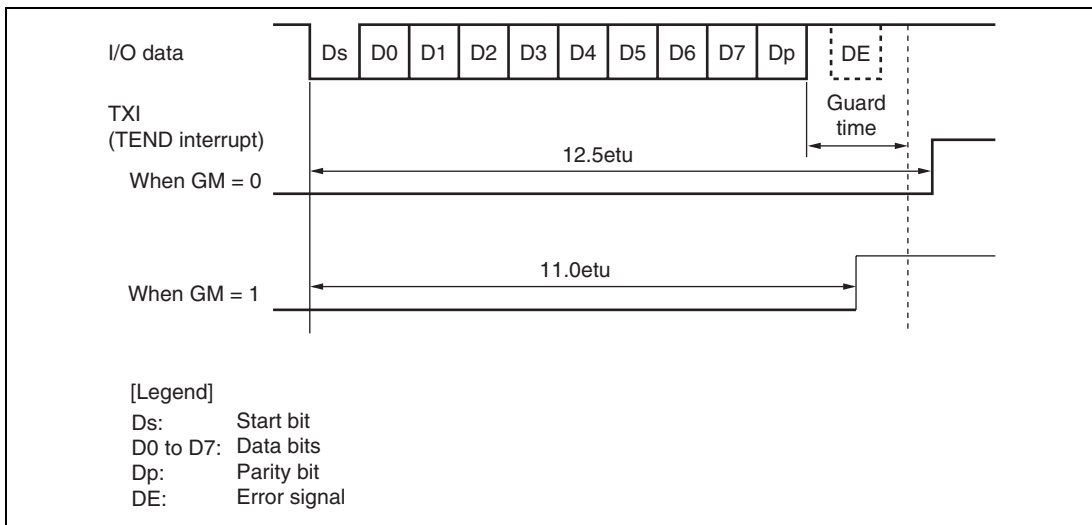 I/O data
Ds D0 D1 D2 D3 D4 D5 D6 D7 Dp DE
Guard
time
TXI
(TEND interrupt)
12.5etu
When GM = 0
11.0etu
When GM = 1
[Legend]
Ds: Start bit
D0 to D7: Data bits
Dp: Parity bit
DE: Error signal